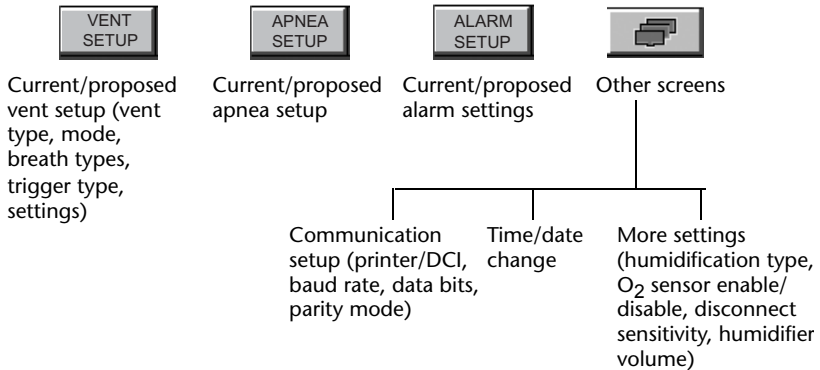 VENT
SETUP
APNEA
SETUP
ALARM
SETUP
Current/proposed
vent setup (vent
type, mode,
breath types,
trigger type,
settings)
Current/proposed
apnea setup
Current/proposed
alarm settings
Other screens
Communication
setup (printer/DCI,
baud rate, data bits,
parity mode)
Time/date
change
More settings
(humidification type,
O2 sensor enable/
disable, disconnect
sensitivity, humidifier
volume)